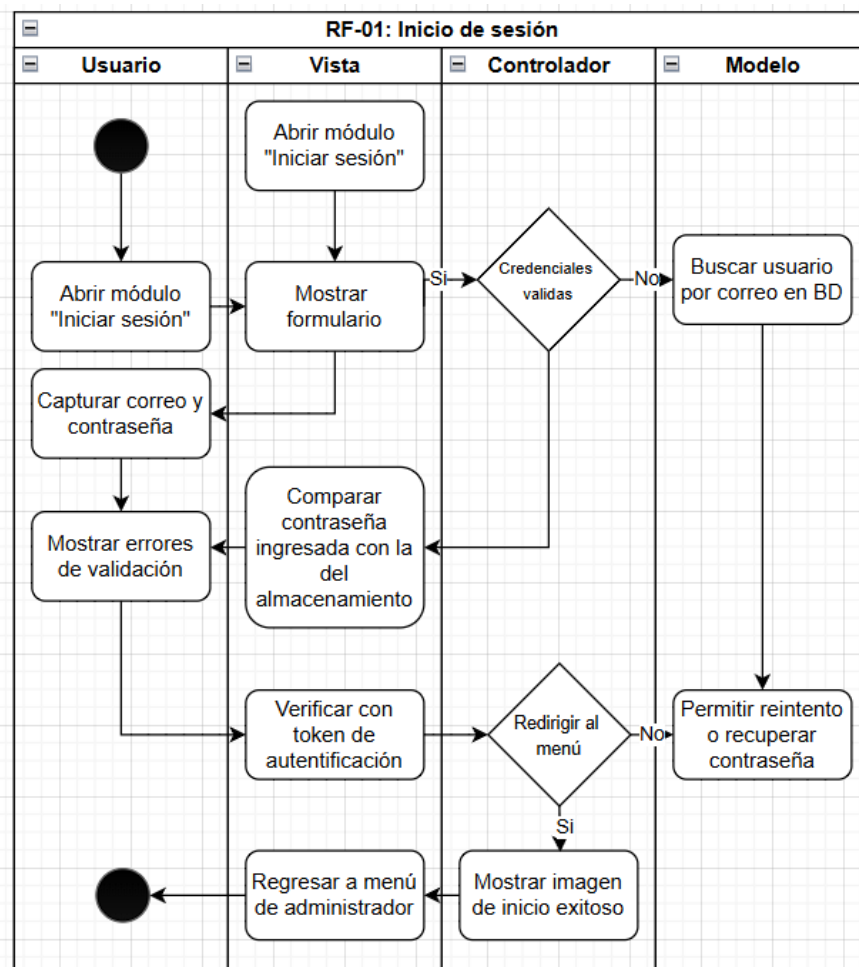 RF-01: Inicio de sesión
Usuario
Vista
Controlador
Modelo
Abrir módulo
"Iniciar sesión"
Abrir módulo
"Iniciar sesión"
Mostrar
formulario
Si
Credenciales
validas
No
Buscar usuario
por correo en BD
Capturar correo y
contraseña
Mostrar errores
de validación
Comparar
contraseña
ingresada con la
del
almacenamiento
Verificar con
token de
autentificación
Redirigir al
menú
No
Permitir reintento
o recuperar
contraseña
Si
Regresar a menú
de administrador
Mostrar imagen
de inicio exitoso